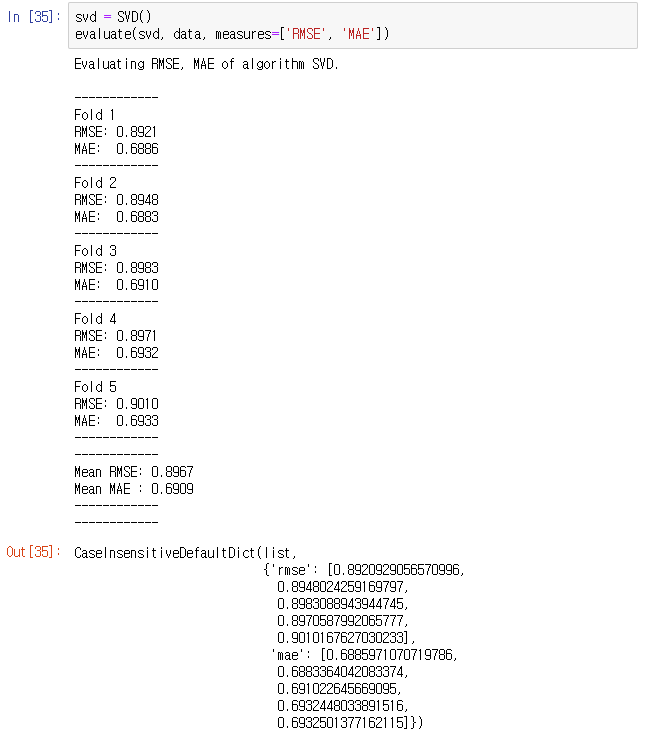 In [35]: svd = SVD()
evaluate(svd, data, measures=['RMSE', 'MAE'])
Evaluating RMSE, MAE of algorithm SVD.
------------
Fold 1
RMSE: 0.8921
MAE:  0.6886
------------
Fold 2
RMSE: 0.8948
MAE:  0.6883
------------
Fold 3
RMSE: 0.8983
MAE:  0.6910
------------
Fold 4
RMSE: 0.8971
MAE:  0.6932
------------
Fold 5
RMSE: 0.9010
MAE:  0.6933
------------
------------
Mean RMSE: 0.8967
Mean MAE : 0.6909
------------
------------
Out[35]: CaseInsensitiveDefaultDict(list,
{'rmse': [0.8920929056570996,
0.8948024259169797,
0.8983088943944745,
0.8970587992065777,
0.9010167627030233],
'mae': [0.6885971070719786,
0.6883364042083374,
0.691022645669095,
0.6932448033891516,
0.6932501377162115]})